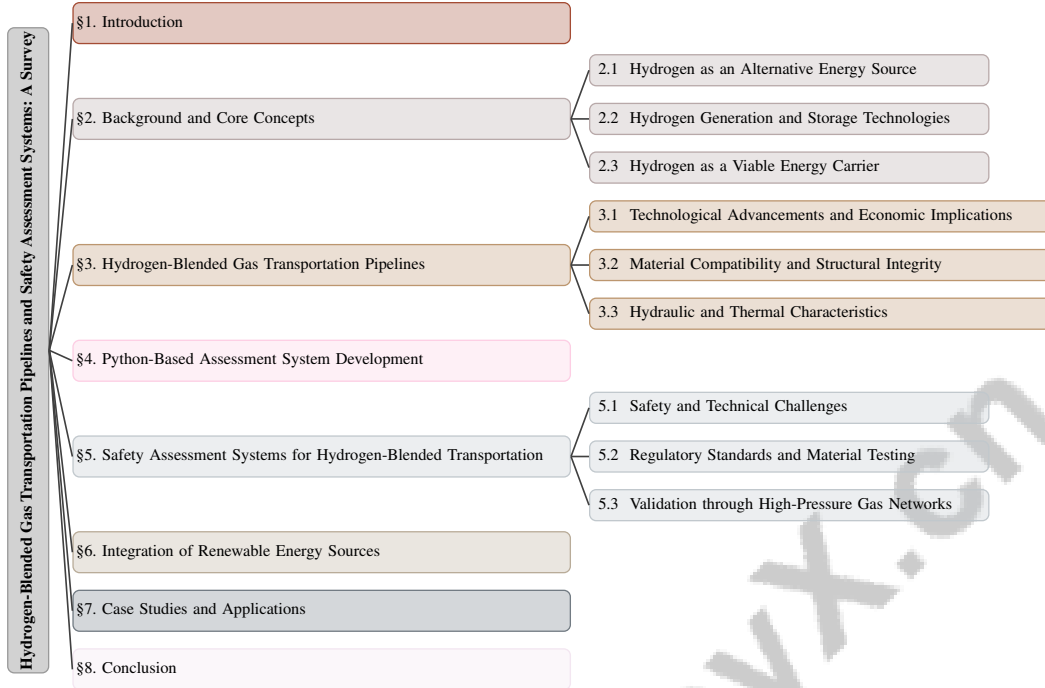 Hydrogen-Blended Gas Transportation Pipelines and Safety Assessment Systems: A Survey
§1. Introduction
§2. Background and Core Concepts
2.1 Hydrogen as an Alternative Energy Source
2.2 Hydrogen Generation and Storage Technologies
2.3 Hydrogen as a Viable Energy Carrier
§3. Hydrogen-Blended Gas Transportation Pipelines
3.1 Technological Advancements and Economic Implications
3.2 Material Compatibility and Structural Integrity
3.3 Hydraulic and Thermal Characteristics
§4. Python-Based Assessment System Development
§5. Safety Assessment Systems for Hydrogen-Blended Transportation
5.1 Safety and Technical Challenges
5.2 Regulatory Standards and Material Testing
5.3 Validation through High-Pressure Gas Networks
§6. Integration of Renewable Energy Sources
§7. Case Studies and Applications
§8. Conclusion
vx.cn